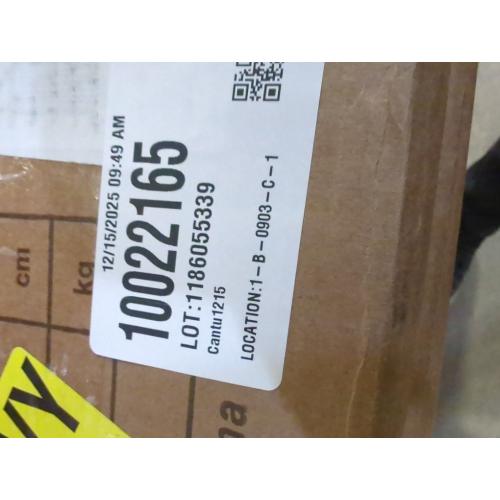 12/15/2025 09:49 AM
10022165
LOT:1186055339
Cantu1215
LOCATION:1-B-0903-C-1
cm
kg